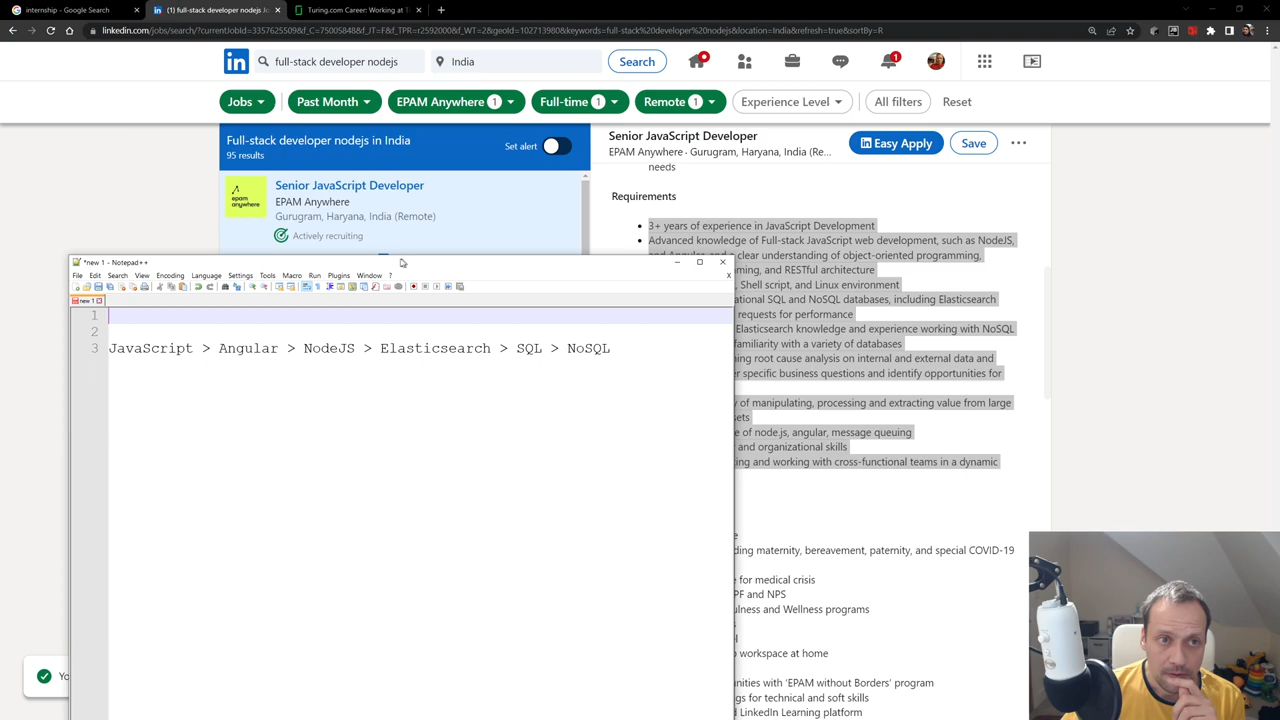 internship - Google Search
(1) full-stack developer nodejs Jo
Turing.com Career: Working at T
linkedin.com/jobs/search/?currentJobId=3357625509&f_C=75005848&f_JT=F&f_TPR=r2592000&f_WT=2&geoId=102713980&keywords=full-stack%20developer%20nodejs&location=India&refresh=true&sortBy=R
in
full-stack developer nodejs
India
Search
1
Jobs
Past Month
EPAM Anywhere 1
Full-time 1
Remote 1
Experience Level
All filters
Reset
Full-stack developer nodejs in India
95 results
Set alert
epam anywhere
Senior JavaScript Developer
EPAM Anywhere
Gurugram, Haryana, India (Remote)
Actively recruiting
Senior JavaScript Developer
EPAM Anywhere · Gurugram, Haryana, India (Re...
Easy Apply
Save
needs
Requirements
3+ years of experience in JavaScript Development
Advanced knowledge of Full-stack JavaScript web development, such as NodeJS,
clear understanding of object-oriented programming,
ming, and RESTful architecture
, Shell script, and Linux environment
ational SQL and NoSQL databases, including Elasticsearch
requests for performance
Elasticsearch knowledge and experience working with NoSQL
familiarity with a variety of databases
ning root cause analysis on internal and external data and
er specific business questions and identify opportunities for
y of manipulating, processing and extracting value from large
sets
e of node.js, angular, message queuing
and organizational skills
ting and working with cross-functional teams in a dynamic
ding maternity, bereavement, paternity, and special COVID-19
e for medical crisis
PF and NPS
ulness and Wellness programs
o workspace at home
unities with 'EPAM without Borders' program
ngs for technical and soft skills
d LinkedIn Learning platform
*new 1 - Notepad++
File Edit Search View Encoding Language Settings Tools Macro Run Plugins Window ?
X
new 1
1
2
3 JavaScript > Angular > NodeJS > Elasticsearch > SQL > NoSQL
Yo